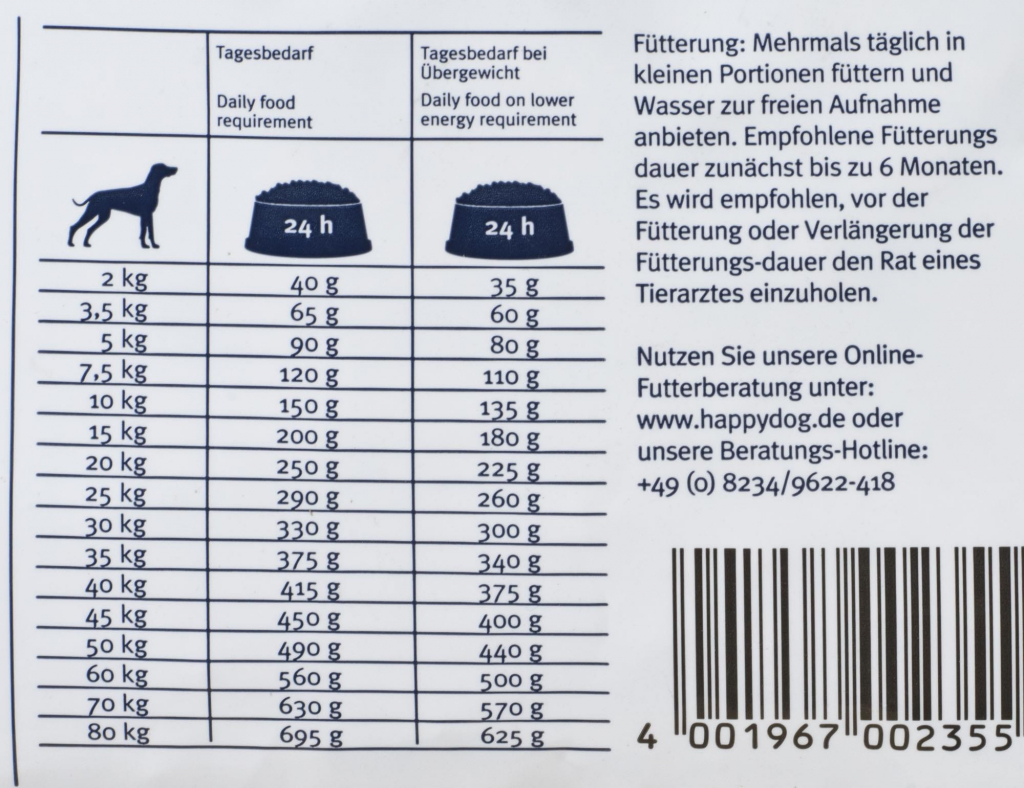 Tagesbedarf
Daily food
requirement
Tagesbedarf bei
Übergewicht
Daily food on lower
energy requirement
24 h
24 h
2 kg 40 g 35 g
3,5 kg 65 g 60 g
5 kg 90 g 80 g
7,5 kg 120 g 110 g
10 kg 150 g 135 g
15 kg 200 g 180 g
20 kg 250 g 225 g
25 kg 290 g 260 g
30 kg 330 g 300 g
35 kg 375 g 340 g
40 kg 415 g 375 g
45 kg 450 g 400 g
50 kg 490 g 440 g
60 kg 560 g 500 g
70 kg 630 g 570 g
80 kg 695 g 625 g
Fütterung: Mehrmals täglich in
kleinen Portionen füttern und
Wasser zur freien Aufnahme
anbieten. Empfohlene Fütterungs
dauer zunächst bis zu 6 Monaten.
Es wird empfohlen, vor der
Fütterung oder Verlängerung der
Fütterungs-dauer den Rat eines
Tierarztes einzuholen.
Nutzen Sie unsere Online-
Futterberatung unter:
www.happydog.de oder
unsere Beratungs-Hotline:
+49 (0) 8234/9622-418
4 001967 002355